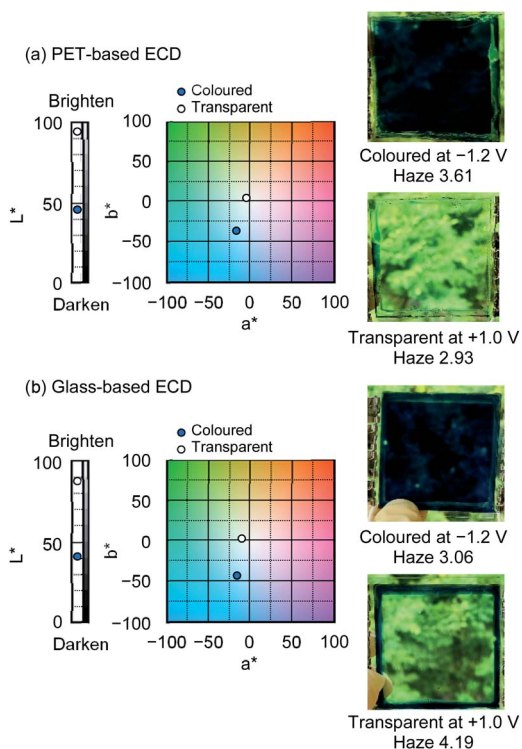 (a) PET-based ECD
Coloured
Transparent
Brighten
100
50
0
L*
Darken
100
50
0
−50
−100
b*
−100 −50 0 50 100
a*
Coloured at −1.2 V
Haze 3.61
Transparent at +1.0 V
Haze 2.93
(b) Glass-based ECD
Coloured
Transparent
Brighten
100
50
0
L*
Darken
100
50
0
−50
−100
b*
−100 −50 0 50 100
a*
Coloured at −1.2 V
Haze 3.06
Transparent at +1.0 V
Haze 4.19